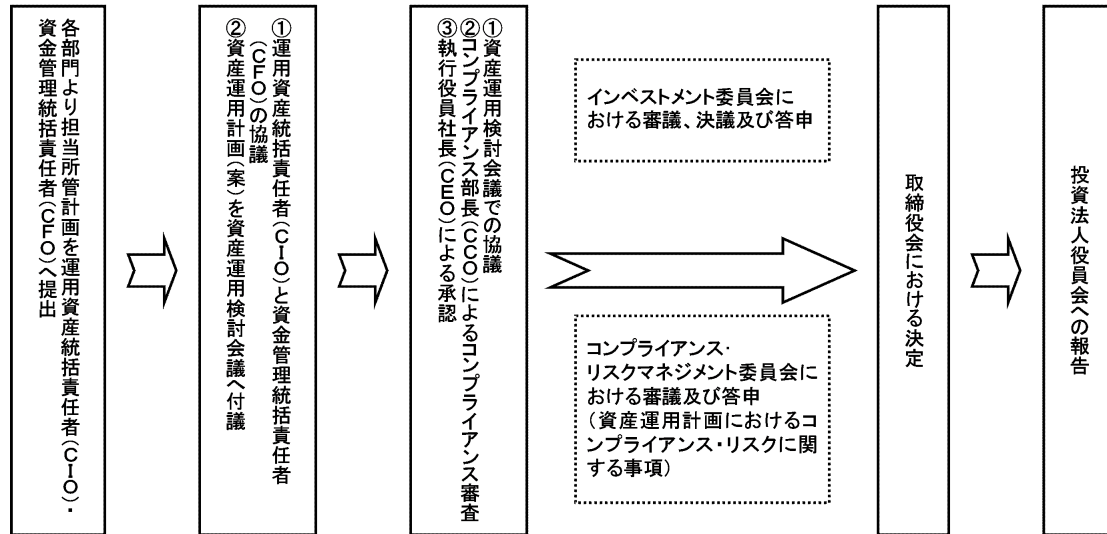 各部門より担当所管計画を運用資産統括責任者(CIO)・
資金管理統括責任者(CFO)へ提出
①運用資産統括責任者(CIO)と資金管理統括責任者
(CFO)の協議
②資産運用計画(案)を資産運用検討会議へ付議
①資産運用検討会議での協議
②コンプライアンス部長(CCO)によるコンプライアンス審査
③執行役員社長(CEO)による承認
インベストメント委員会に
おける審議、決議及び答申
コンプライアンス・
リスクマネジメント委員会に
おける審議及び答申
(資産運用計画におけるコ
ンプライアンス・リスクに関
する事項)
取締役会における決定
投資法人役員会への報告